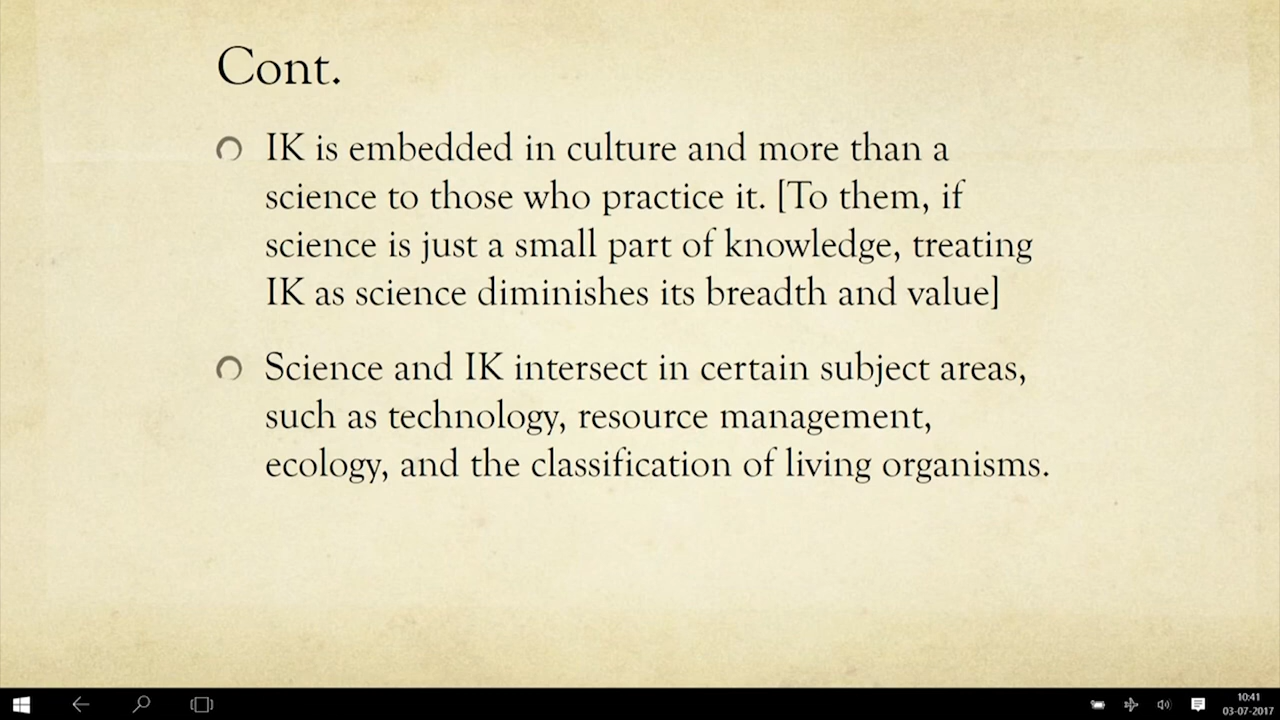 Cont.
IK is embedded in culture and more than a
science to those who practice it. [To them, if
science is just a small part of knowledge, treating
IK as science diminishes its breadth and value]
Science and IK intersect in certain subject areas,
such as technology, resource management,
ecology, and the classification of living organisms.
10:41
03-07-2017